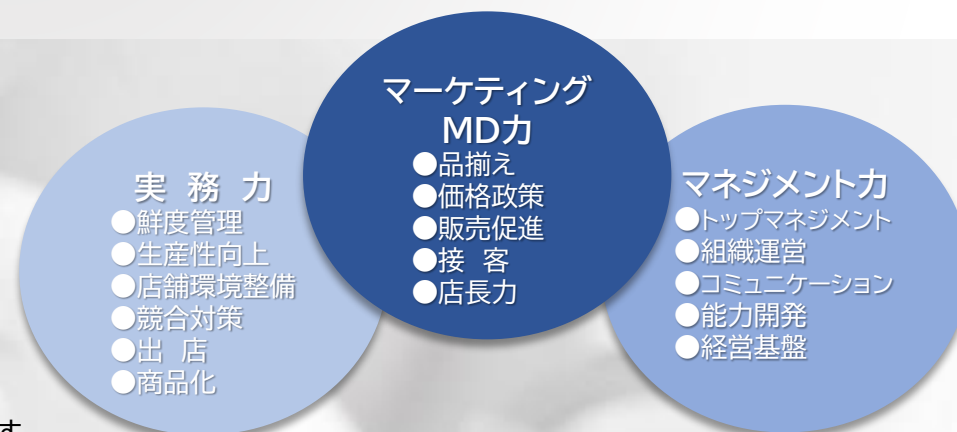 マーケティング
MD力
●品揃え
●価格政策
●販売促進
●接 客
●店長力
実 務 力
●鮮度管理
●生産性向上
●店舗環境整備
●競合対策
●出 店
●商品化
マネジメント力
●トップマネジメント
●組織運営
●コミュニケーション
●能力開発
●経営基盤
す